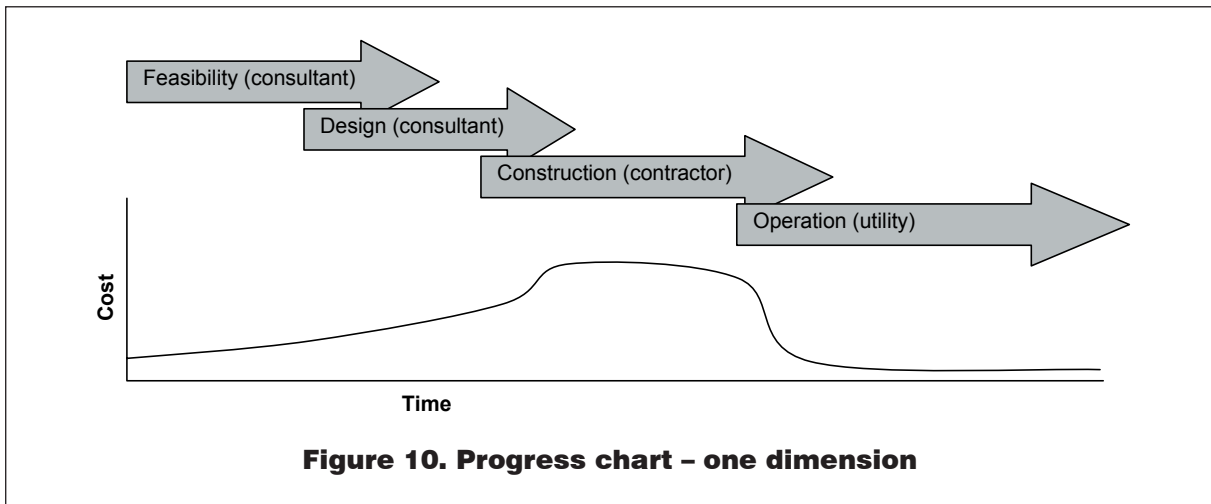 Feasibility (consultant)
Design (consultant)
Construction (contractor)
Operation (utility)
Cost
Time
Figure 10. Progress chart – one dimension